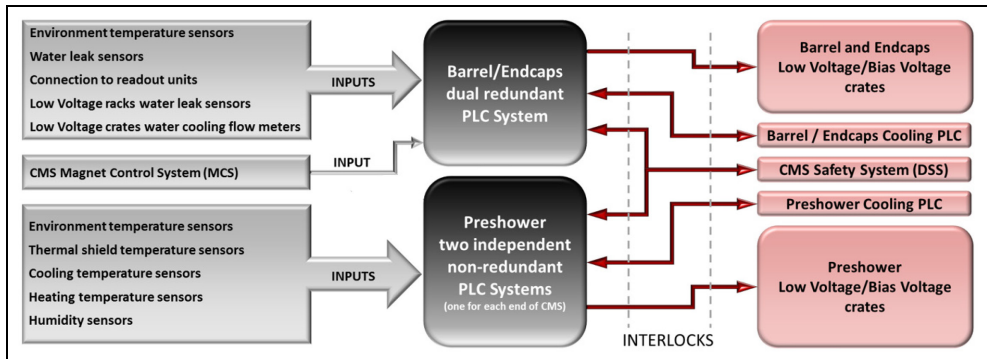 Environment temperature sensors
Water leak sensors
Connection to readout units
Low Voltage racks water leak sensors
Low Voltage crates water cooling flow meters
INPUTS
CMS Magnet Control System (MCS)
INPUT
Environment temperature sensors
Thermal shield temperature sensors
Cooling temperature sensors
Heating temperature sensors
Humidity sensors
INPUTS
Barrel/Endcaps
dual redundant
PLC System
Preshower
two independent
non-redundant
PLC Systems
(one for each end of CMS)
INTERLOCKS
Barrel and Endcaps
Low Voltage/Bias Voltage
crates
Barrel / Endcaps Cooling PLC
CMS Safety System (DSS)
Preshower Cooling PLC
Preshower
Low Voltage/Bias Voltage
crates